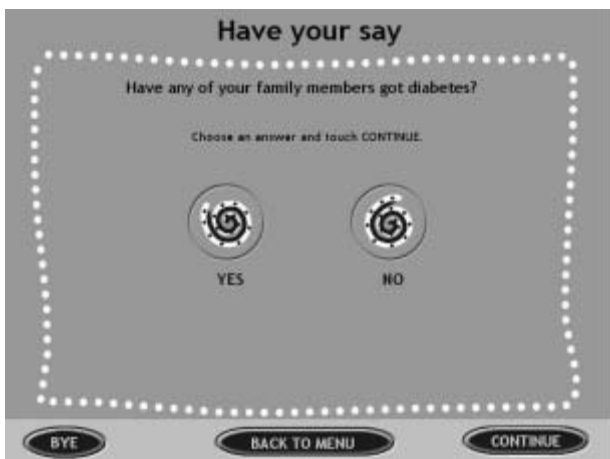 Have your say
Have any of your family members got diabetes?
Choose an answer and touch CONTINUE.
YES NO
BYE BACK TO MENU CONTINUE